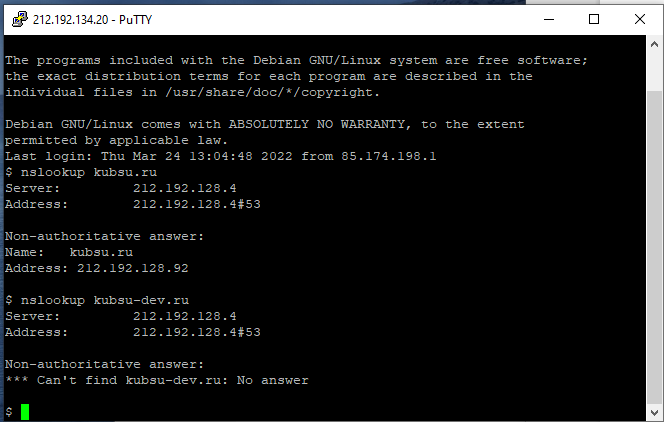 212.192.134.20 - PuTTY
The programs included with the Debian GNU/Linux system are free software;
the exact distribution terms for each program are described in the
individual files in /usr/share/doc/*/copyright.
Debian GNU/Linux comes with ABSOLUTELY NO WARRANTY, to the extent
permitted by applicable law.
Last login: Thu Mar 24 13:04:48 2022 from 85.174.198.1
$ nslookup kubsu.ru
Server:         212.192.128.4
Address:        212.192.128.4#53
Non-authoritative answer:
Name:   kubsu.ru
Address: 212.192.128.92
$ nslookup kubsu-dev.ru
Server:         212.192.128.4
Address:        212.192.128.4#53
Non-authoritative answer:
*** Can't find kubsu-dev.ru: No answer
$